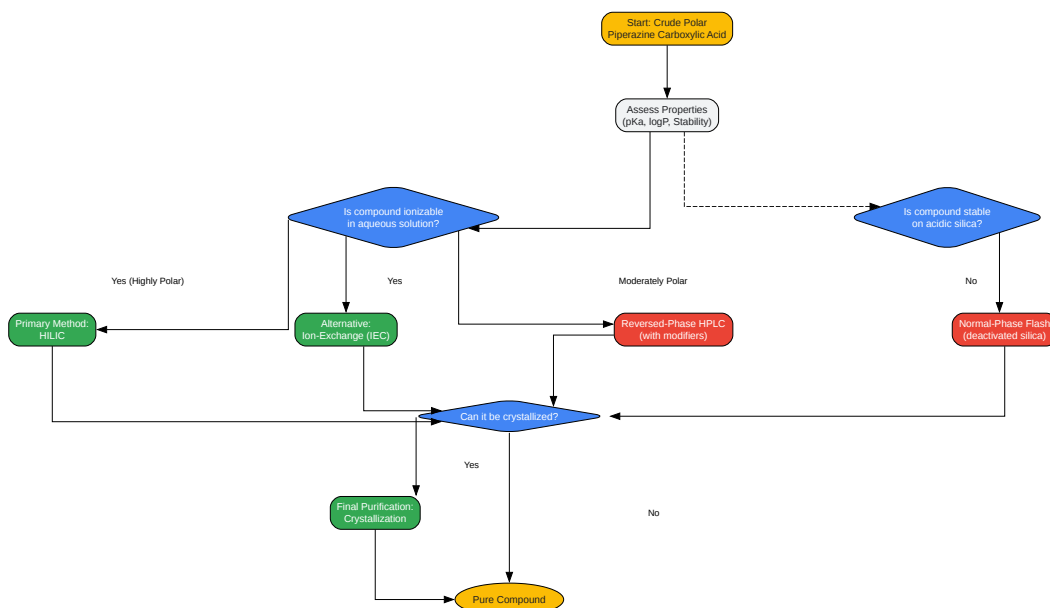 Start: Crude Polar
Piperazine Carboxylic Acid
Assess Properties
(pKa, logP, Stability)
Is compound ionizable
in aqueous solution?
Is compound stable
on acidic silica?
Yes (Highly Polar)
Yes
Moderately Polar
No
Primary Method:
HILIC
Alternative:
Ion-Exchange (IEC)
Reversed-Phase HPLC
(with modifiers)
Normal-Phase Flash
(deactivated silica)
Can it be crystallized?
Yes
Final Purification:
Crystallization
No
Pure Compound